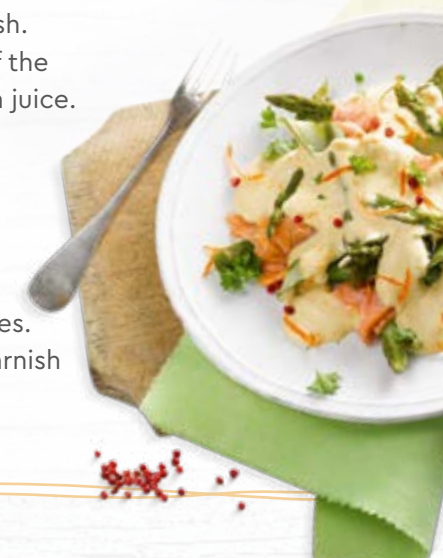 sh.
f the
n juice.
es.
arnish